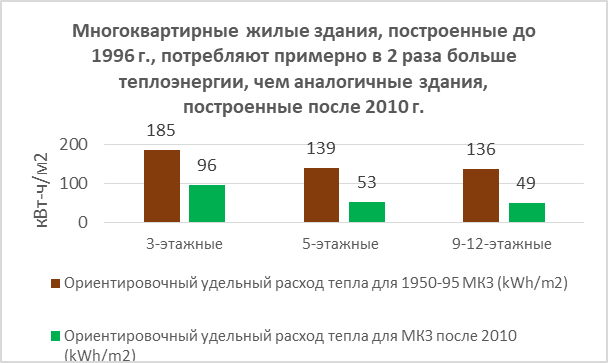 Многоквартирные жилые здания, построенные до
1996 г., потребляют примерно в 2 раза больше
теплоэнергии, чем аналогичные здания,
построенные после 2010 г.
кВт-ч/м2
200
100
0
185
96
139
53
136
49
3-этажные
5-этажные
9-12-этажные
Ориентировочный удельный расход тепла для 1950-95 МКЗ (kWh/m2)
Ориентировочный удельный расход тепла для МКЗ после 2010
(kWh/m2)